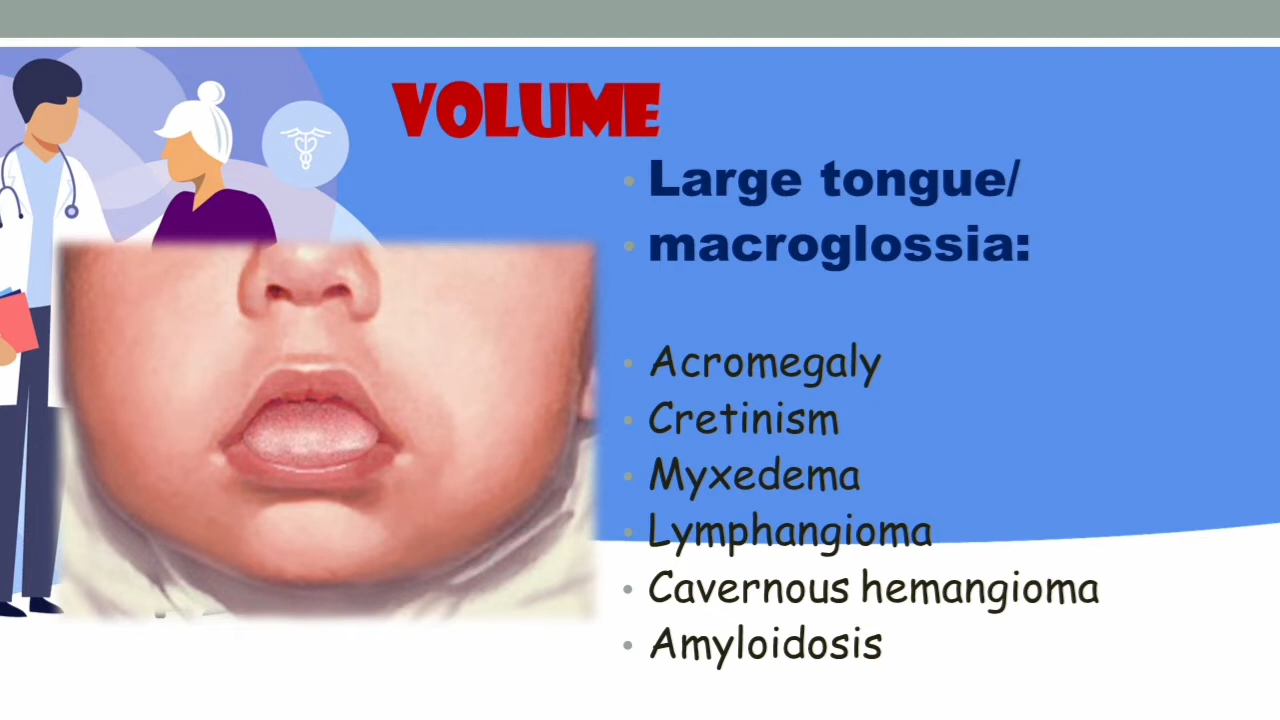 VOLUME
• Large tongue/
• macroglossia:
• Acromegaly
• Cretinism
• Myxedema
• Lymphangioma
• Cavernous hemangioma
• Amyloidosis